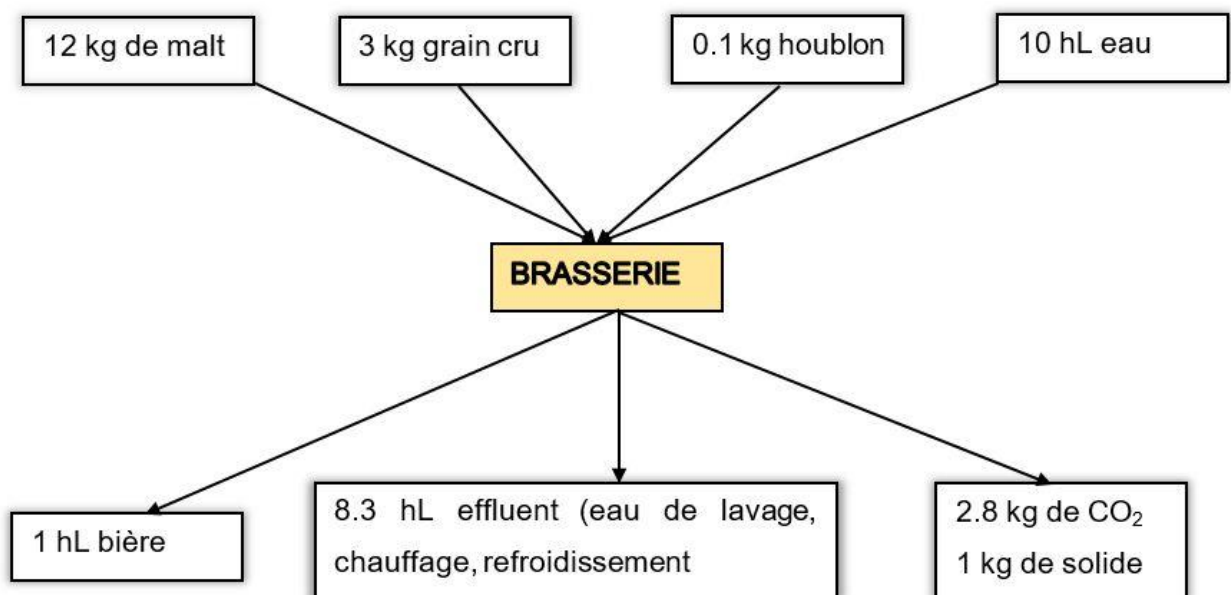 12 kg de malt
3 kg grain cru
0.1 kg houblon
10 hL eau
BRASSERIE
1 hL bière
8.3 hL effluent (eau de lavage,
chauffage, refroidissement
2.8 kg de CO₂
1 kg de solide